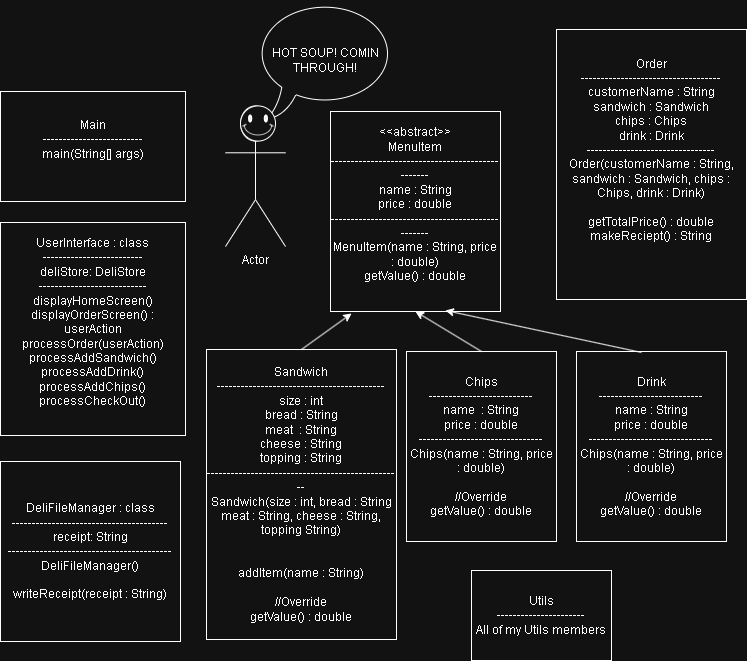 HOT SOUP! COMIN
THROUGH!
Actor
Main
-------------------------
main(String[] args)
UserInterface : class
---------------------------
deliStore: DeliStore
---------------------------
displayHomeScreen()
displayOrderScreen() :
userAction
processOrder(userAction)
processAddSandwich()
processAddDrink()
processAddChips()
processCheckOut()
DeliFileManager : class
---------------------------------------
receipt: String
-----------------------------------------
DeliFileManager()
writeReceipt(receipt : String)
<<abstract>>
MenuItem
------------------------------------------
-------
name : String
price : double
------------------------------------------
-------
MenuItem(name : String, price
: double)
getValue() : double
Order
-----------------------------------
customerName : String
sandwich : Sandwich
chips : Chips
drink : Drink
--------------------------------
Order(customerName : String,
sandwich : Sandwich, chips :
Chips, drink : Drink)
getTotalPrice() : double
makeReciept() : String
Sandwich
------------------------------------------
size : int
bread : String
meat  : String
cheese : String
topping : String
-----------------------------------------------
--
Sandwich(size : int, bread : String
meat : String, cheese : String,
topping String)
addItem(name : String)
//Override
getValue() : double
Chips
--------------------------
name  : String
price : double
-------------------------------
Chips(name : String, price
: double)
//Override
getValue() : double
Drink
--------------------------
name : String
price : double
-------------------------------
Chips(name : String, price
: double)
//Override
getValue() : double
Utils
----------------------
All of my Utils members